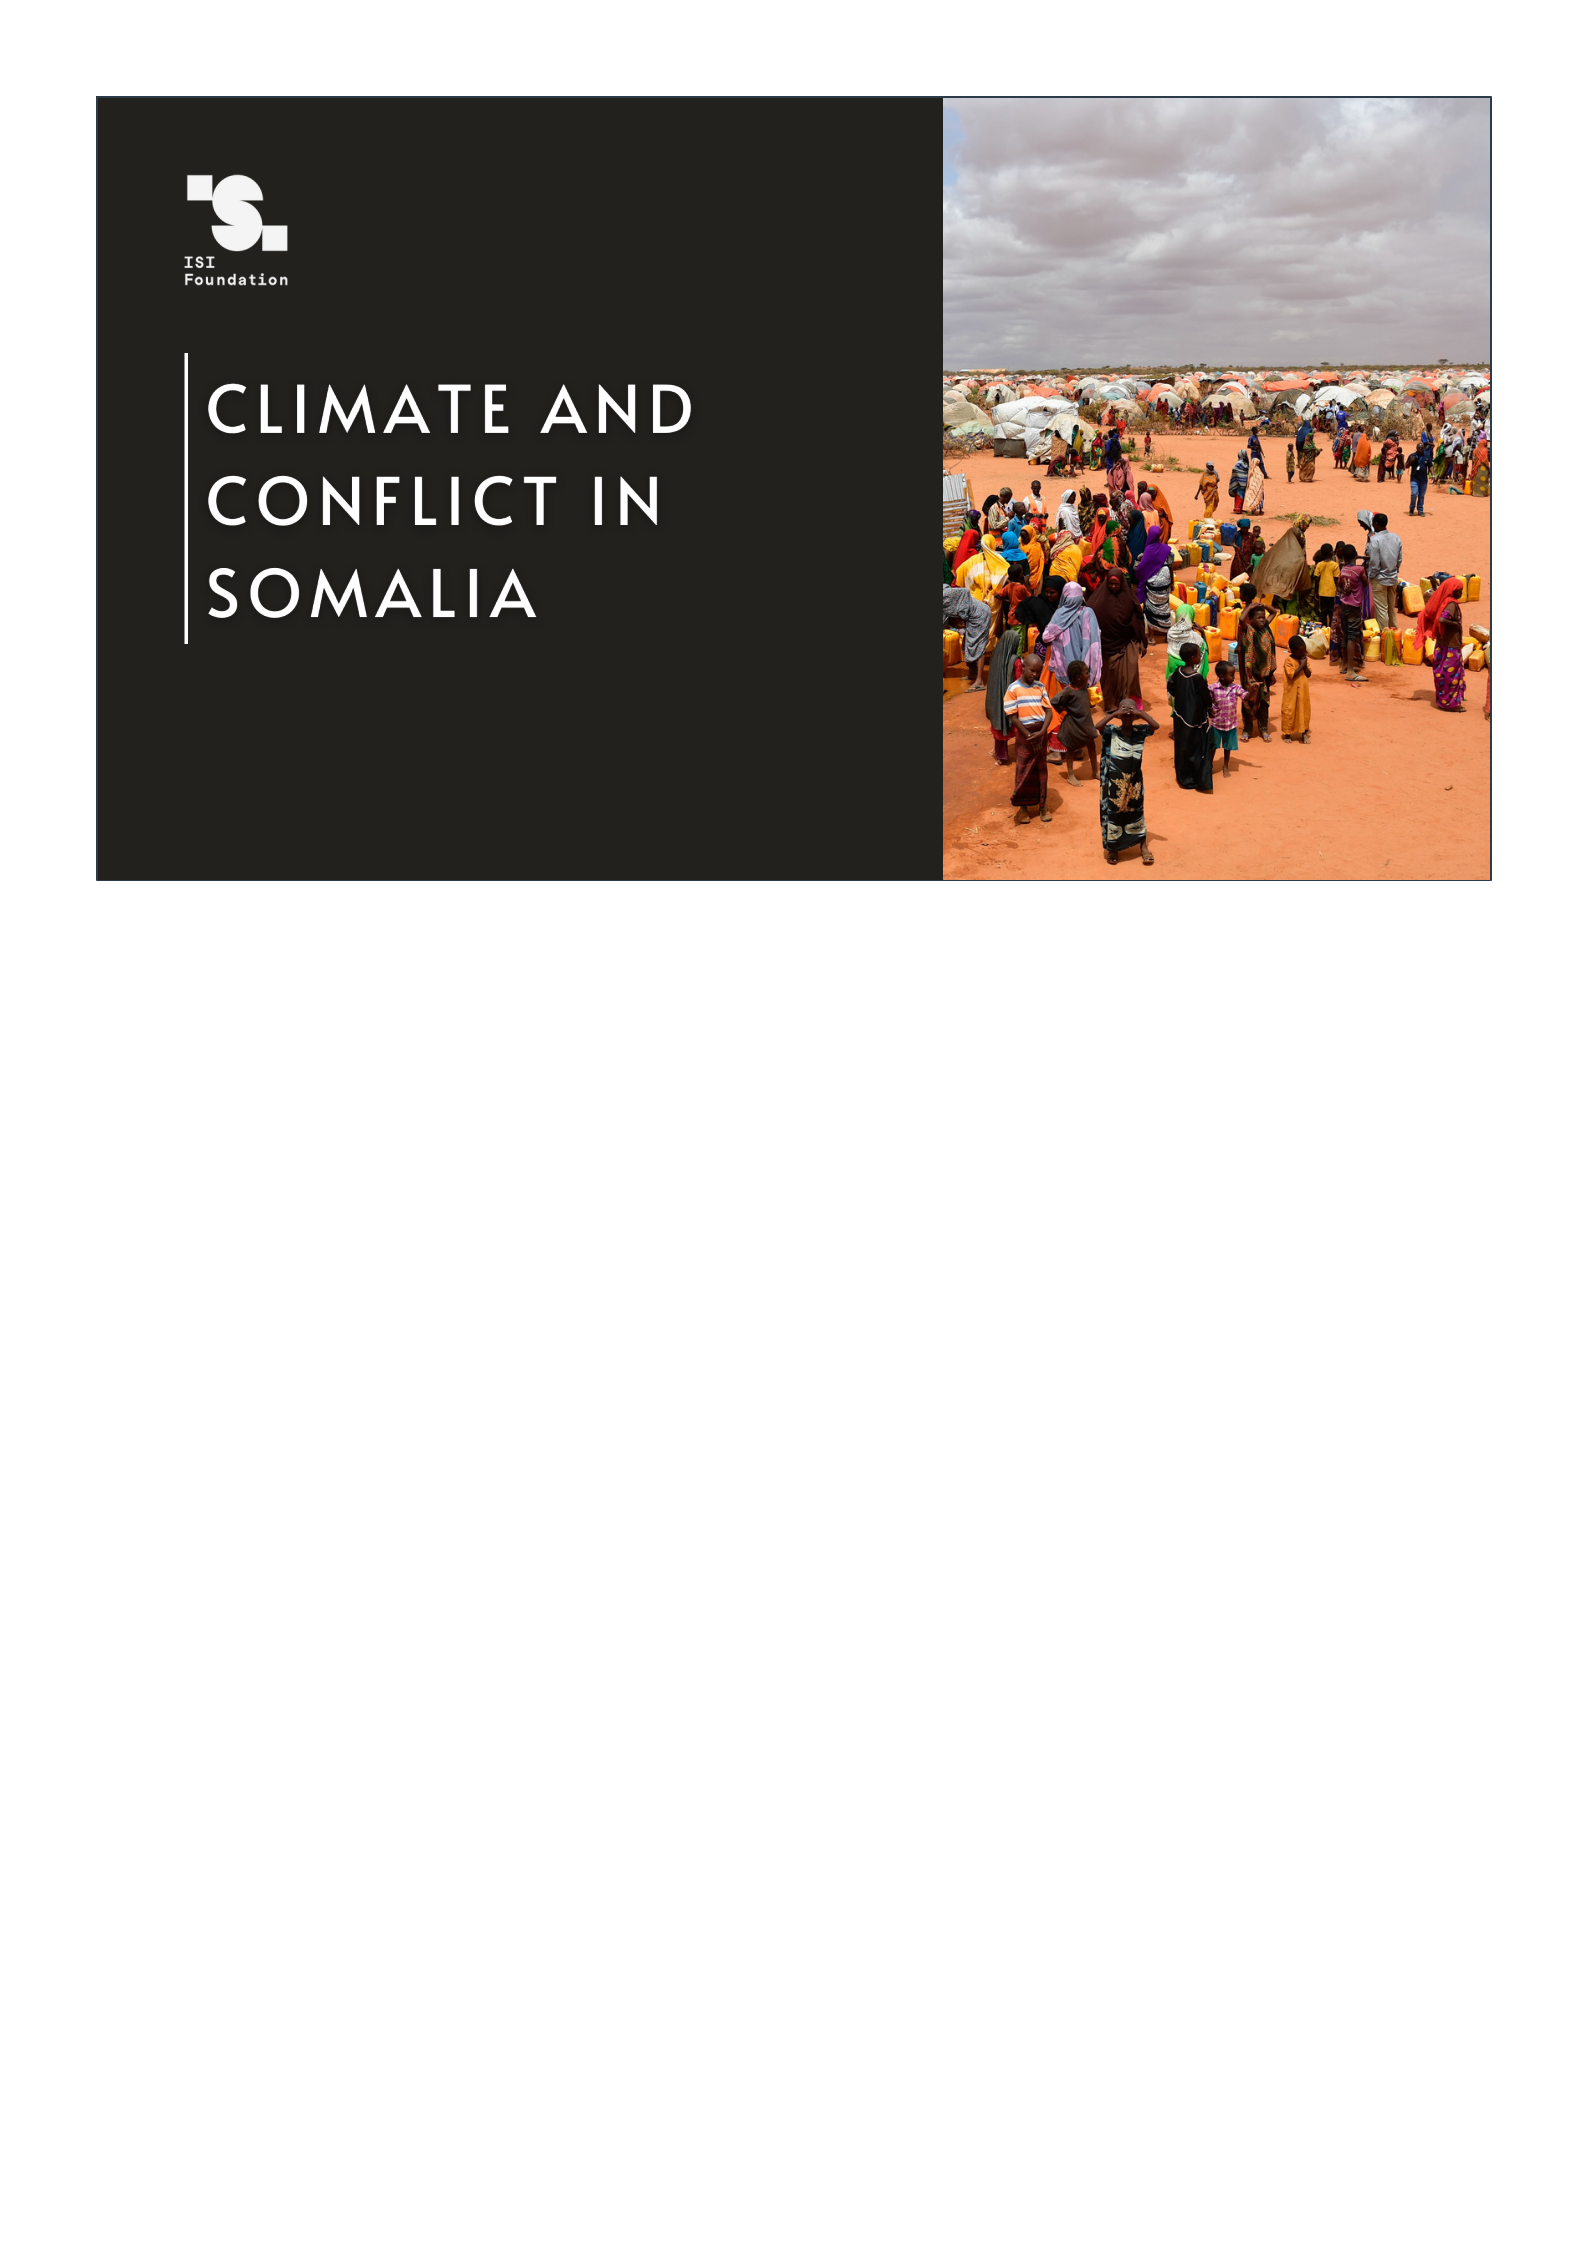 ISI
Foundation
CLIMATE AND
CONFLICT IN
SOMALIA